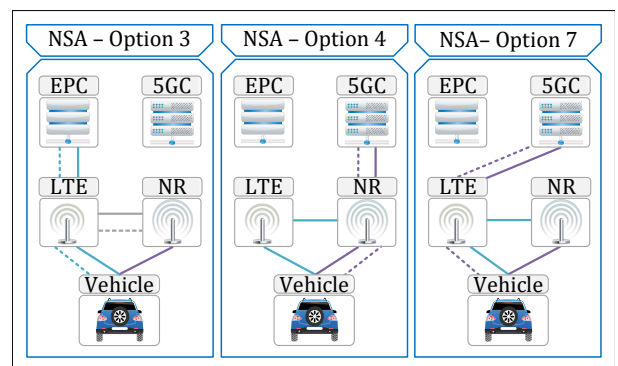 NSA – Option 3
EPC 5GC
LTE NR
Vehicle
NSA – Option 4
EPC 5GC
LTE NR
Vehicle
NSA– Option 7
EPC 5GC
LTE NR
Vehicle